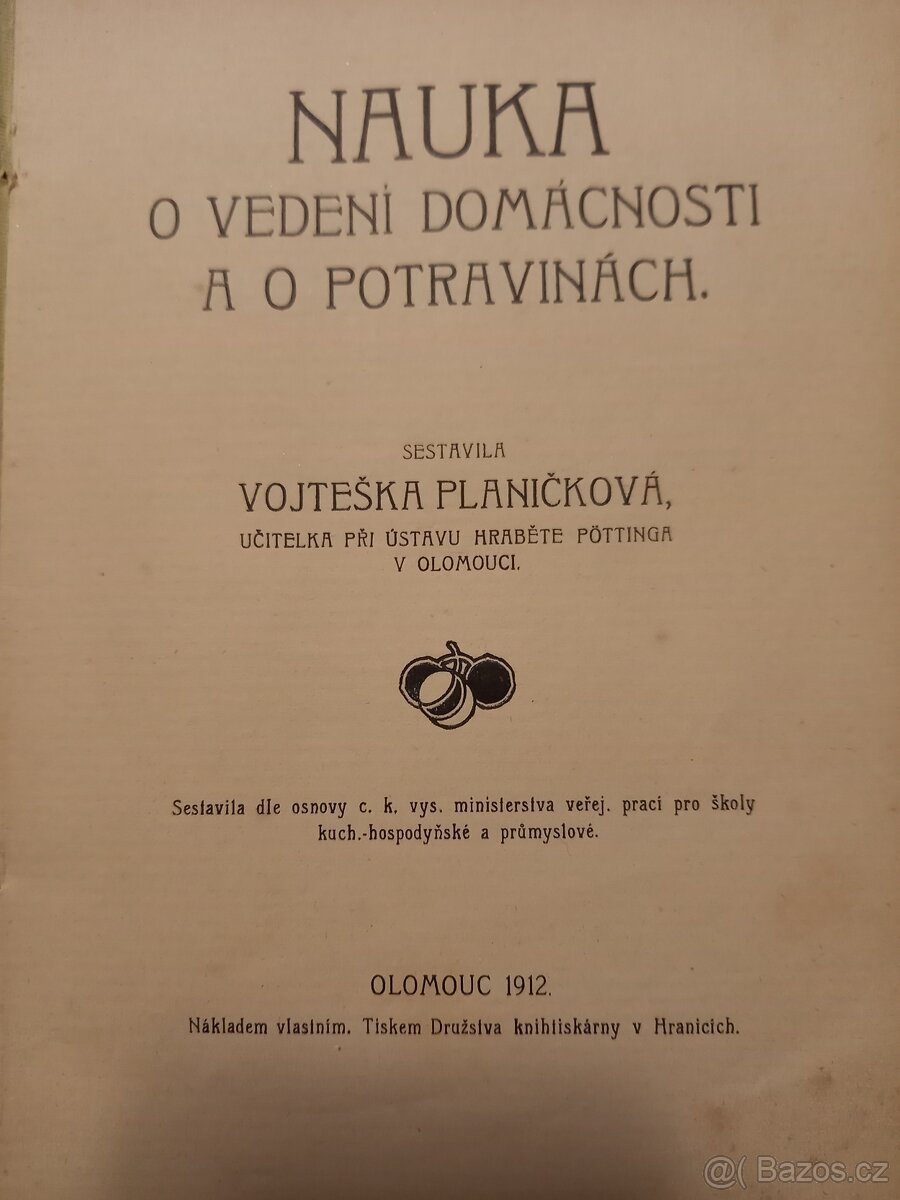 NAUKA
O VEDENÍ DOMÁCNOSTI
A O POTRAVINÁCH.
SESTAVILA
VOJTEŠKA PLANIČKOVÁ,
UČITELKA PŘI ÚSTAVU HRABĚTE PÖTTINGA
V OLOMOUCI.
Sestavila dle osnovy c. k. vys. ministerstva veřej. prací pro školy
kuch.-hospodyňské a průmyslové.
OLOMOUC 1912.
Nákladem vlastním. Tiskem Družstva knihtiskárny v Hranicích.
@( Bazos.cz